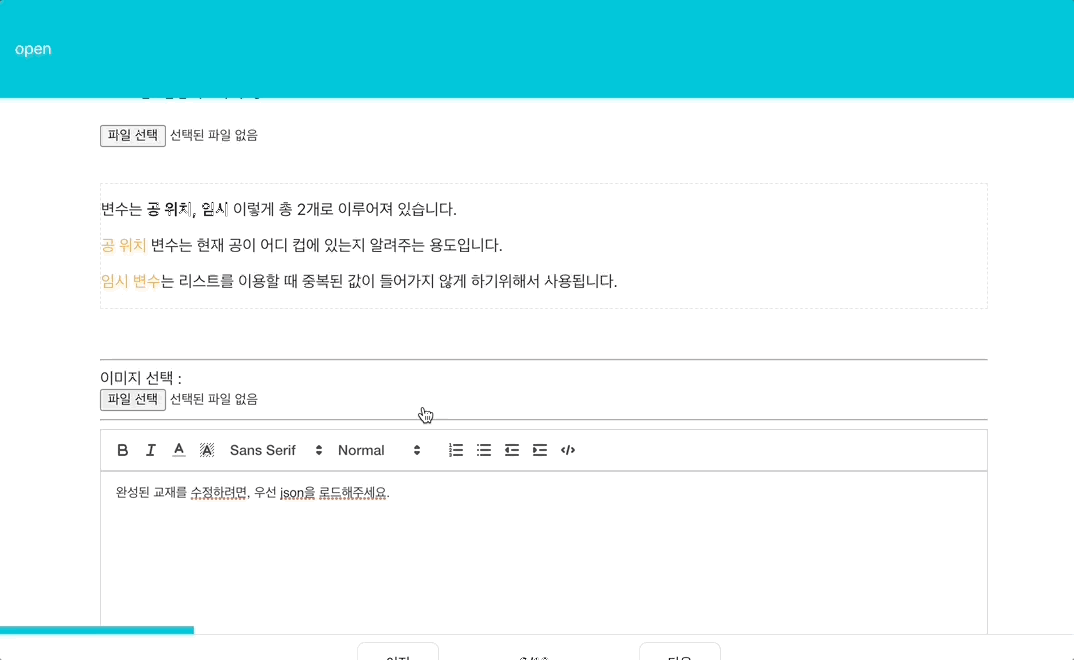 open
파일 선택 선택된 파일 없음
변수는 공 위치, 임시 이렇게 총 2개로 이루어져 있습니다.
공 위치 변수는 현재 공이 어디 컵에 있는지 알려주는 용도입니다.
임시 변수는 리스트를 이용할 때 중복된 값이 들어가지 않게 하기위해서 사용됩니다.
이미지 선택 :
파일 선택 선택된 파일 없음
B I A A Sans Serif Normal
완성된 교재를 수정하려면, 우선 json을 로드해주세요.